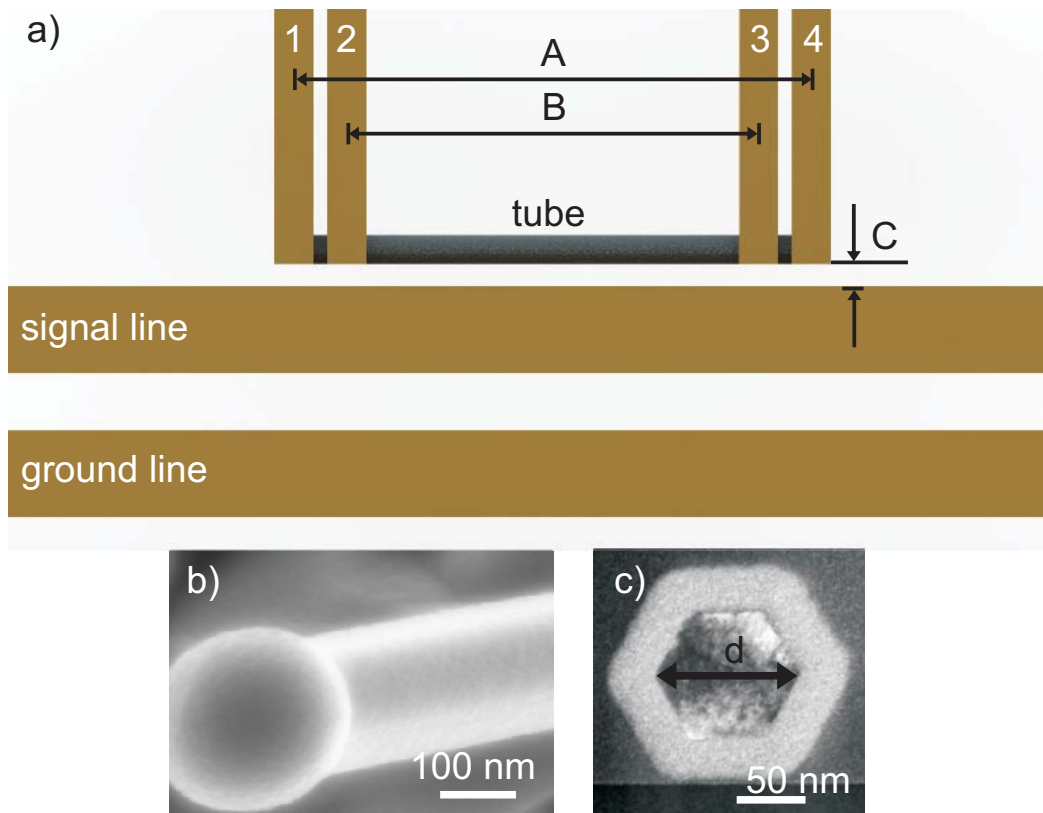 a)
1 2 3 4
A
B
tube
C
signal line
ground line
b)
100 nm
c)
d
50 nm